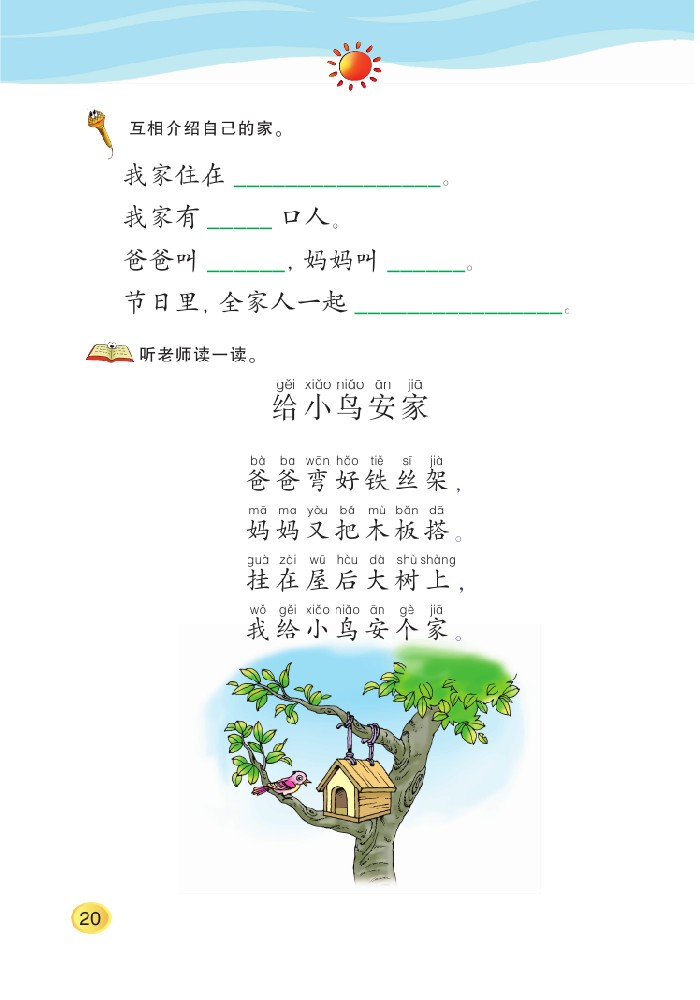 互相介绍自己的家。
我家住在 ________________。
我家有 _____ 口人。
爸爸叫 ______, 妈妈叫 ______。
节日里, 全家人一起 ________________。
听老师读一读。
gěi xiǎo niǎo ān jiā
给小鸟安家
bà ba wān hǎo tiě sī jià
爸爸弯好铁丝架,
mā ma yòu bǎ mù bǎn dā
妈妈又把木板搭。
guà zài wū hòu dà shù shàng
挂在屋后大树上,
wǒ gěi xiǎo niǎo ān gè jiā
我给小鸟安个家。
20